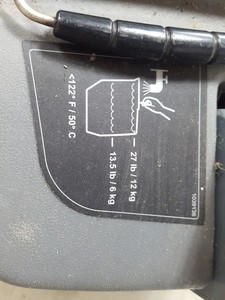 27 lb / 12 kg
13.5 lb / 6 kg
<122° F / 50° C